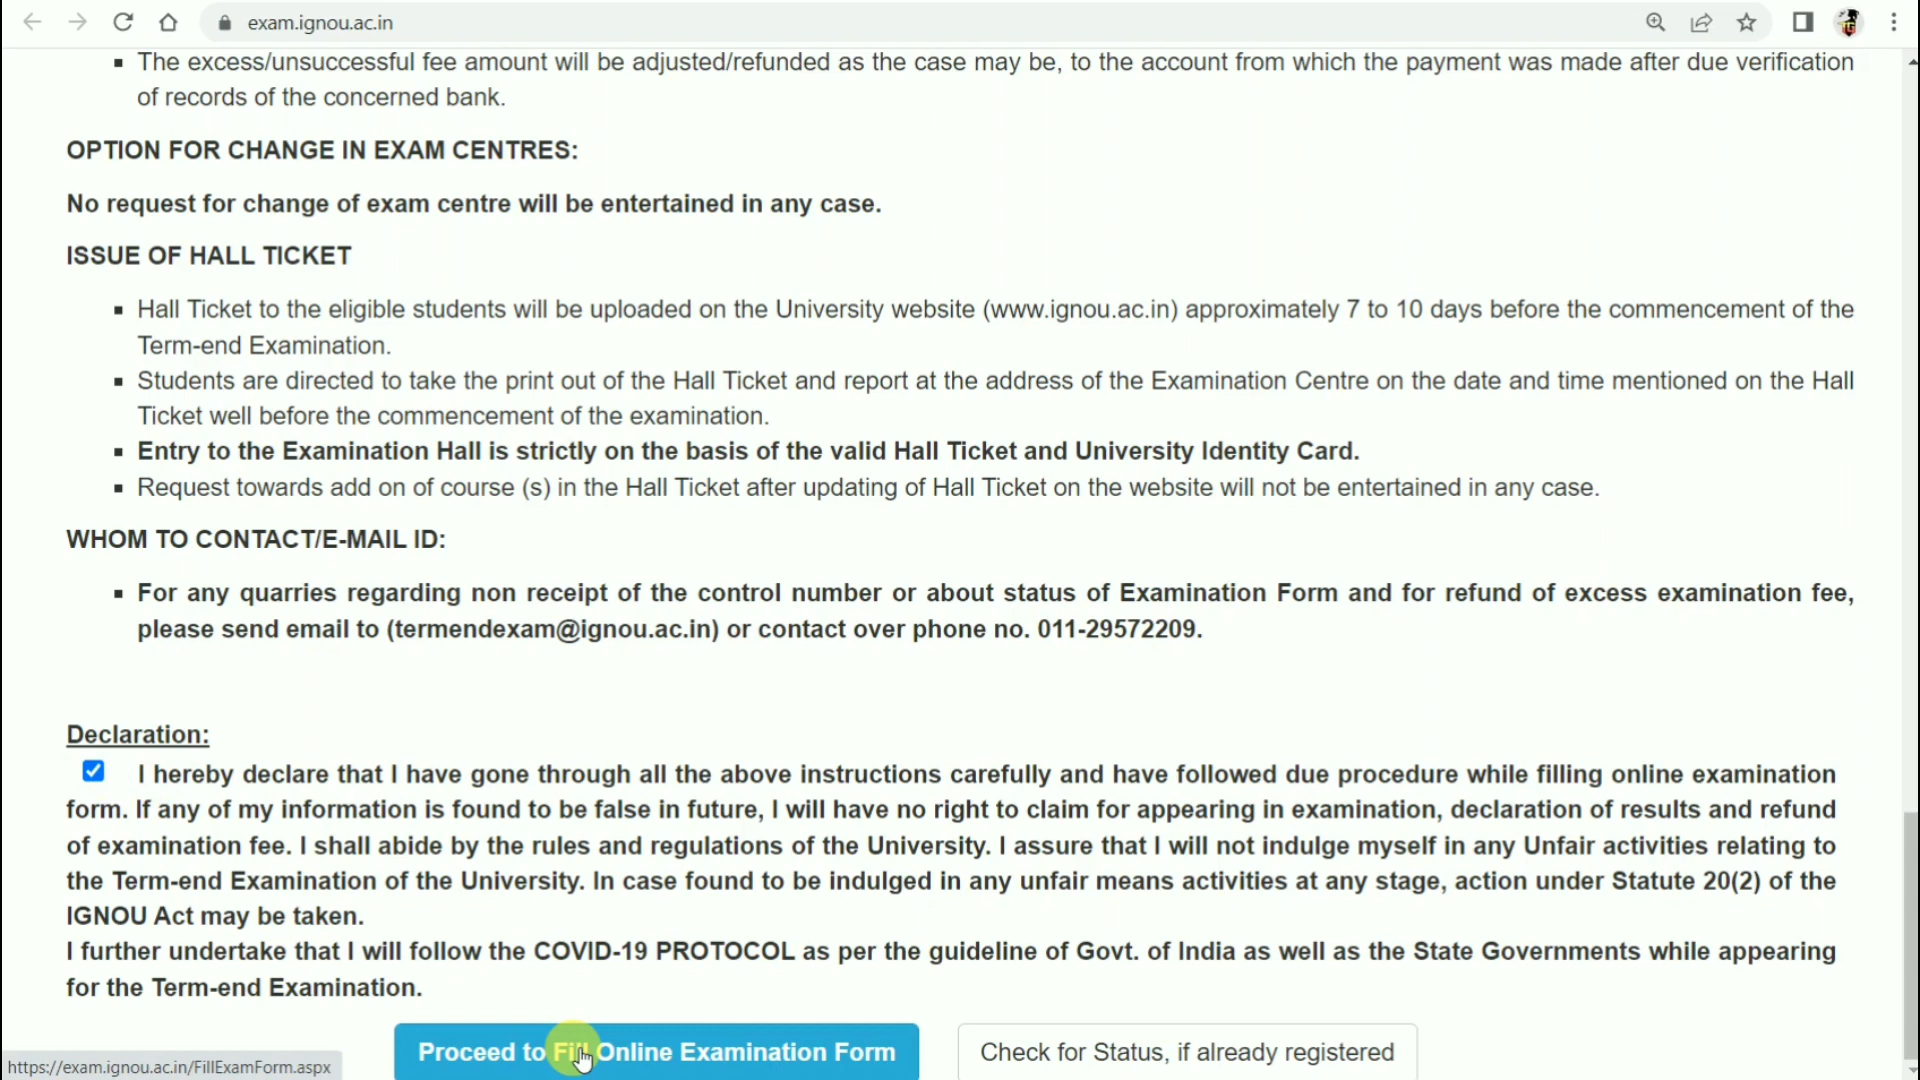 exam.ignou.ac.in
▪ The excess/unsuccessful fee amount will be adjusted/refunded as the case may be, to the account from which the payment was made after due verification
of records of the concerned bank.
OPTION FOR CHANGE IN EXAM CENTRES:
No request for change of exam centre will be entertained in any case.
ISSUE OF HALL TICKET
▪ Hall Ticket to the eligible students will be uploaded on the University website (www.ignou.ac.in) approximately 7 to 10 days before the commencement of the
Term-end Examination.
▪ Students are directed to take the print out of the Hall Ticket and report at the address of the Examination Centre on the date and time mentioned on the Hall
Ticket well before the commencement of the examination.
▪ Entry to the Examination Hall is strictly on the basis of the valid Hall Ticket and University Identity Card.
▪ Request towards add on of course (s) in the Hall Ticket after updating of Hall Ticket on the website will not be entertained in any case.
WHOM TO CONTACT/E-MAIL ID:
▪ For any quarries regarding non receipt of the control number or about status of Examination Form and for refund of excess examination fee,
please send email to (termendexam@ignou.ac.in) or contact over phone no. 011-29572209.
Declaration:
I hereby declare that I have gone through all the above instructions carefully and have followed due procedure while filling online examination
form. If any of my information is found to be false in future, I will have no right to claim for appearing in examination, declaration of results and refund
of examination fee. I shall abide by the rules and regulations of the University. I assure that I will not indulge myself in any Unfair activities relating to
the Term-end Examination of the University. In case found to be indulged in any unfair means activities at any stage, action under Statute 20(2) of the
IGNOU Act may be taken.
I further undertake that I will follow the COVID-19 PROTOCOL as per the guideline of Govt. of India as well as the State Governments while appearing
for the Term-end Examination.
Proceed to Fill Online Examination Form
Check for Status, if already registered
https://exam.ignou.ac.in/FillExamForm.aspx